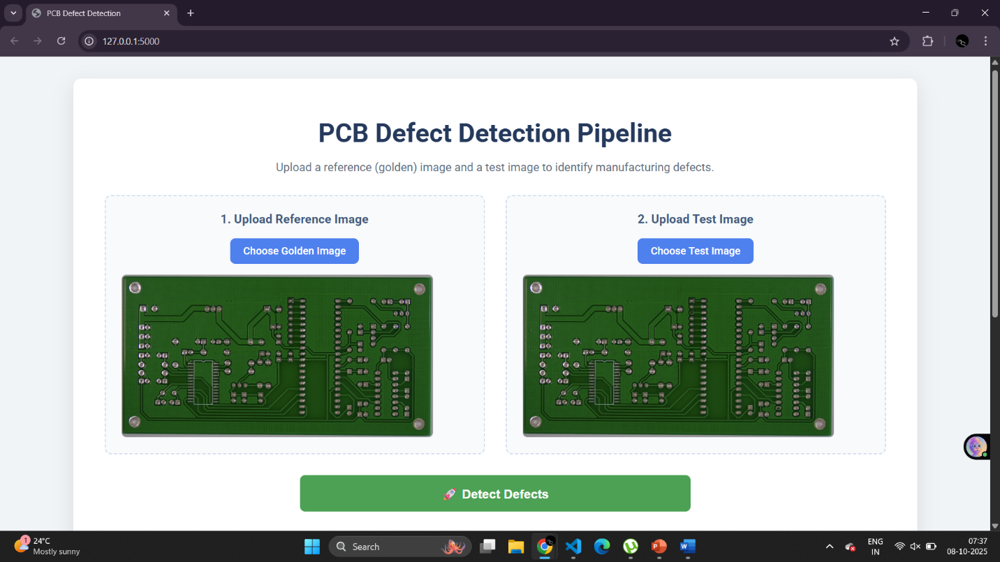 PCB Defect Detection
127.0.0.1:5000
PCB Defect Detection Pipeline
Upload a reference (golden) image and a test image to identify manufacturing defects.
1. Upload Reference Image
Choose Golden Image
2. Upload Test Image
Choose Test Image
🚀 Detect Defects
1
24°C
Mostly sunny
Search
ENG
IN
07:37
08-10-2025